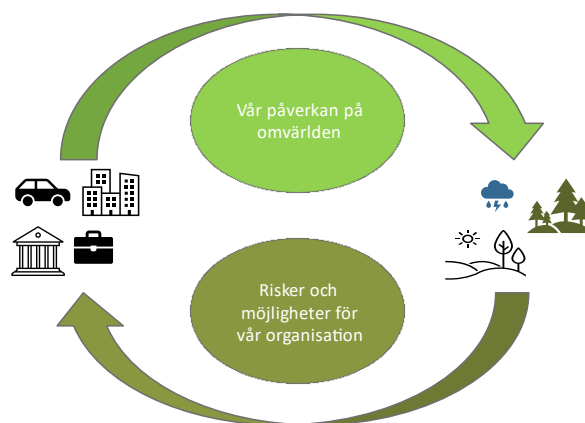 Vår påverkan på
omvärlden
Risker och
möjligheter för
vår organisation